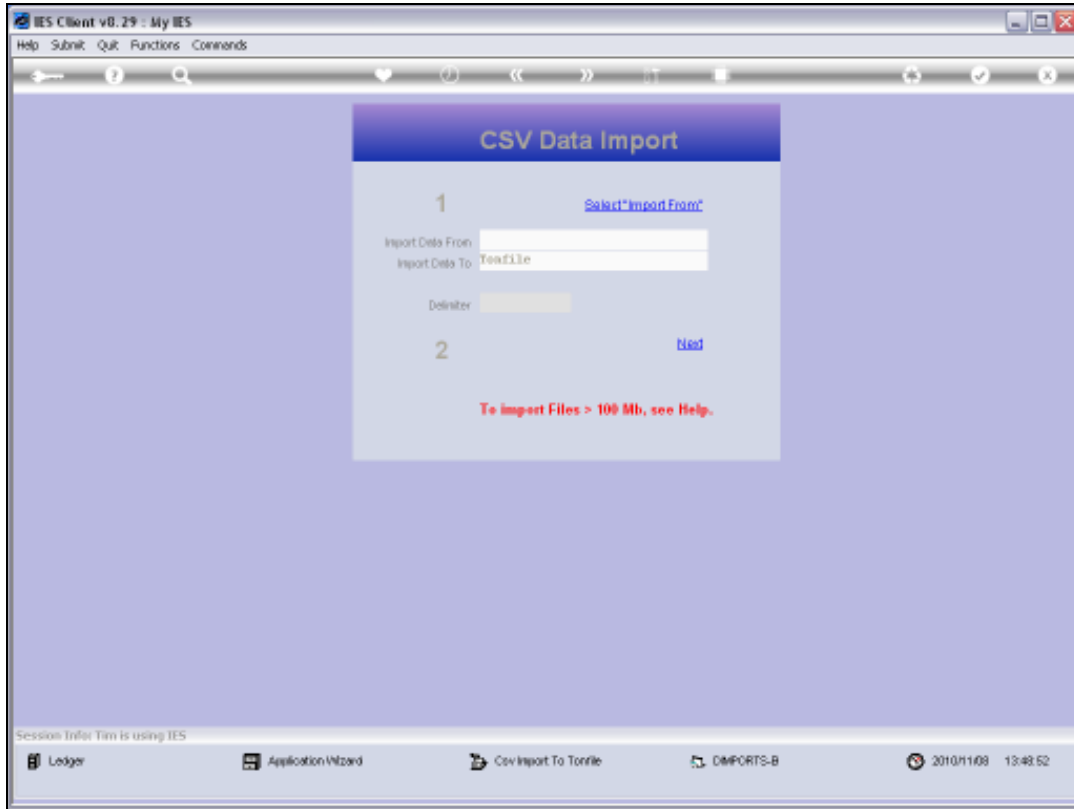 IES Client v8.29 : My IES
Help Submit Quit Functions Commands
CSV Data Import
1
Select "Import From"
Import Data From
Import Data To Tonfile
Delimiter
2
Next
To import Files > 100 Mb, see Help.
Session Info: Tim is using IES
Ledger Application Wizard Csv Import To Tonfile DIMPORTS-B 2010/11/08 13:48:52